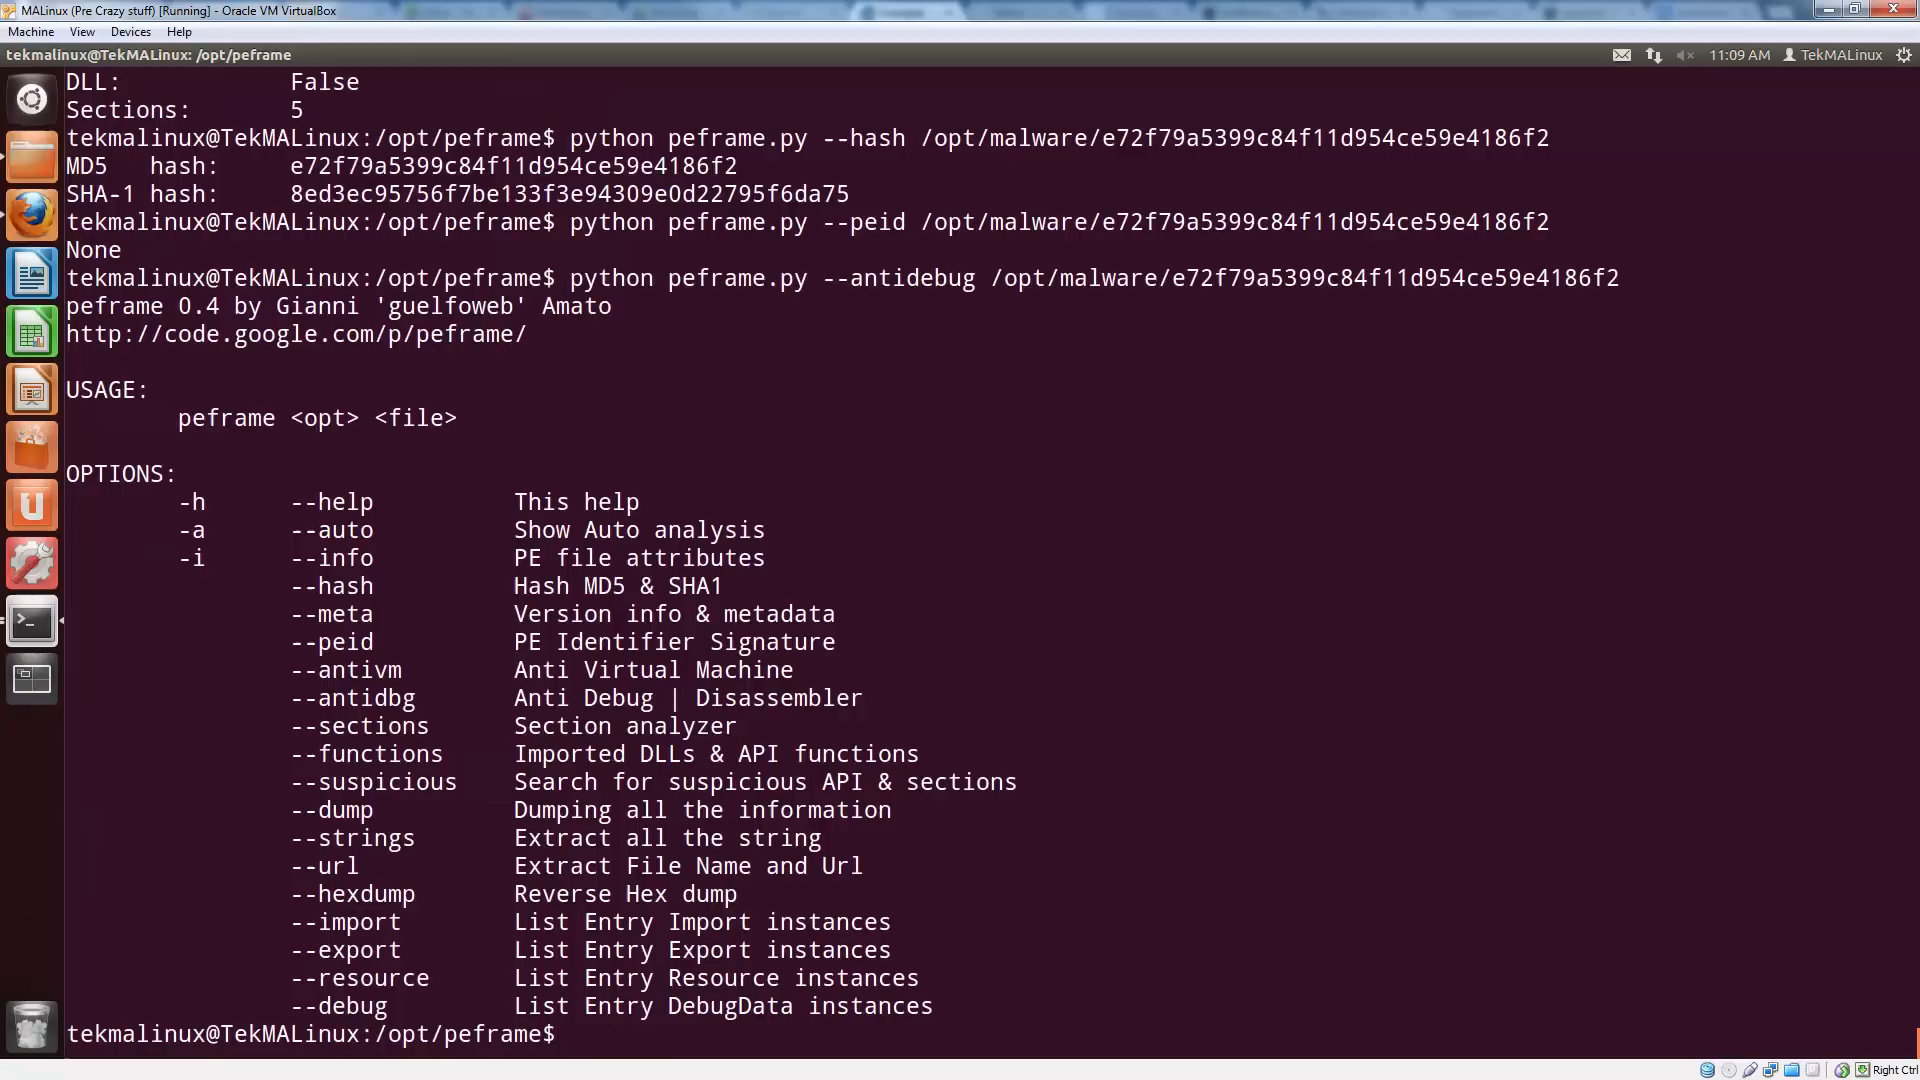 MALinux (Pre Crazy stuff) [Running] - Oracle VM VirtualBox
Machine View Devices Help
tekmalinux@TekMALinux: /opt/peframe 11:09 AM TekMALinux
DLL: False
Sections: 5
tekmalinux@TekMALinux:/opt/peframe$ python peframe.py --hash /opt/malware/e72f79a5399c84f11d954ce59e4186f2
MD5 hash: e72f79a5399c84f11d954ce59e4186f2
SHA-1 hash: 8ed3ec95756f7be133f3e94309e0d22795f6da75
tekmalinux@TekMALinux:/opt/peframe$ python peframe.py --peid /opt/malware/e72f79a5399c84f11d954ce59e4186f2
None
tekmalinux@TekMALinux:/opt/peframe$ python peframe.py --antidebug /opt/malware/e72f79a5399c84f11d954ce59e4186f2
peframe 0.4 by Gianni 'guelfoweb' Amato
http://code.google.com/p/peframe/
USAGE:
peframe <opt> <file>
OPTIONS:
-h --help This help
-a --auto Show Auto analysis
-i --info PE file attributes
--hash Hash MD5 & SHA1
--meta Version info & metadata
--peid PE Identifier Signature
--antivm Anti Virtual Machine
--antidbg Anti Debug | Disassembler
--sections Section analyzer
--functions Imported DLLs & API functions
--suspicious Search for suspicious API & sections
--dump Dumping all the information
--strings Extract all the string
--url Extract File Name and Url
--hexdump Reverse Hex dump
--import List Entry Import instances
--export List Entry Export instances
--resource List Entry Resource instances
--debug List Entry DebugData instances
tekmalinux@TekMALinux:/opt/peframe$
Right Ctrl